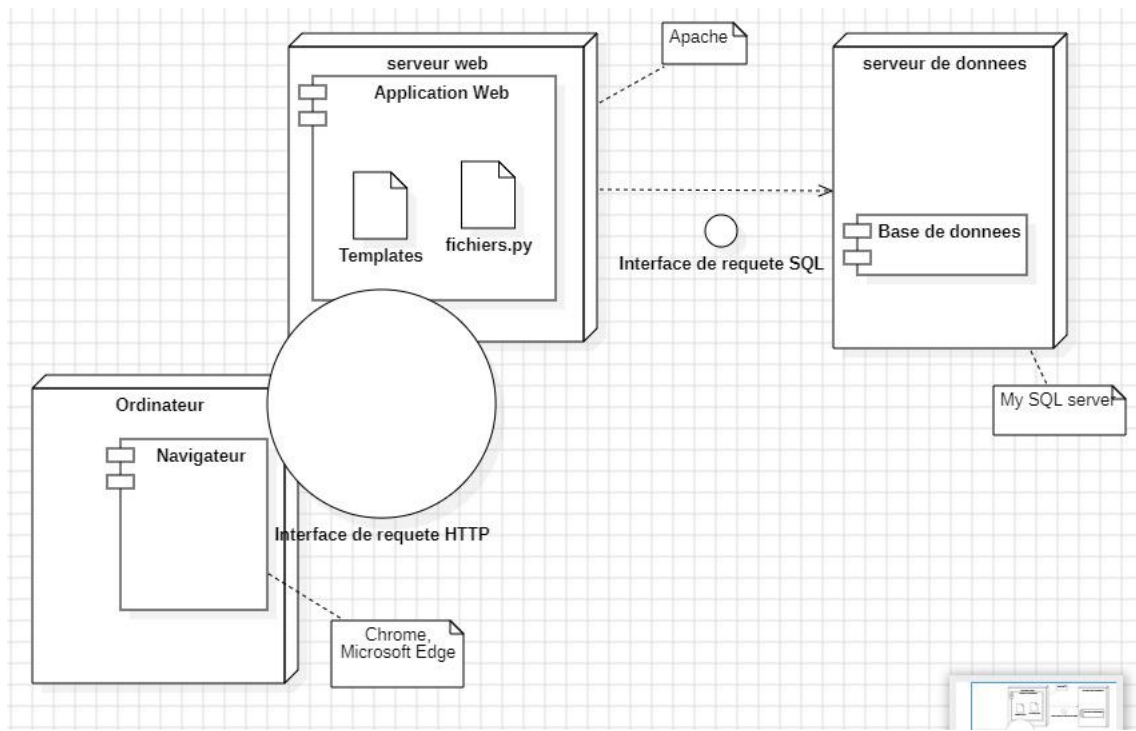 Apache
serveur web
serveur de donnees
Application Web
Templates
fichiers.py
Base de donnees
Interface de requete SQL
My SQL server
Ordinateur
Navigateur
Interface de requete HTTP
Chrome,
Microsoft Edge